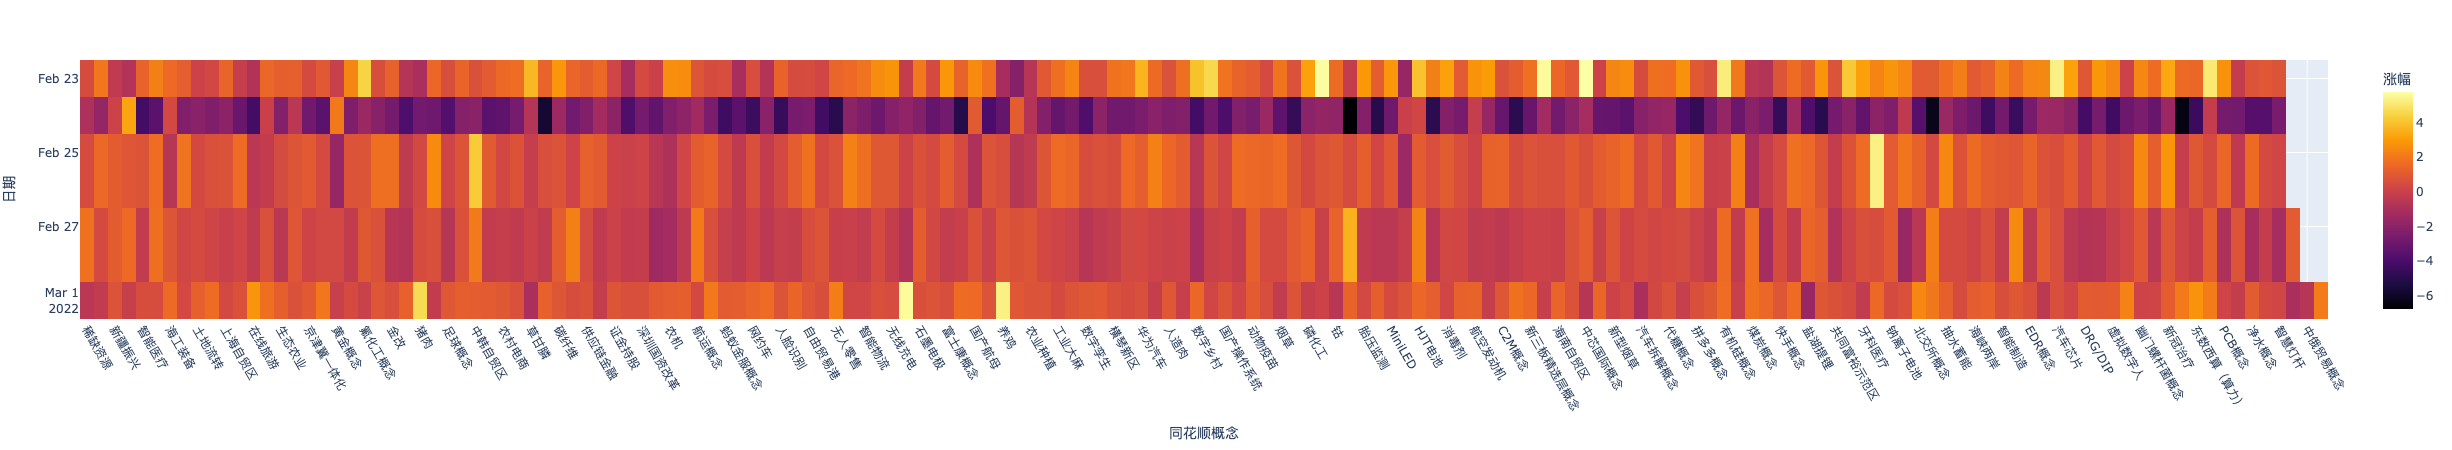 涨幅
4
2
0
−2
−4
−6
Feb 23
Feb 25
Feb 27
Mar 1
2022
日期
稀缺资源
新疆振兴
智能医疗
海工装备
土地流转
上海自贸区
在线旅游
生态农业
京津冀一体化
黄金概念
氟化工概念
金改
猪肉
足球概念
中韩自贸区
农村电商
草甘膦
碳纤维
供应链金融
证金持股
深圳国资改革
农机
航运概念
蚂蚁金服概念
网约车
人脸识别
自由贸易港
无人零售
智能物流
无线充电
石墨电极
富士康概念
国产航母
养鸡
农业种植
工业大麻
数字孪生
横琴新区
华为汽车
人造肉
数字乡村
国产操作系统
动物疫苗
烟草
磷化工
钴
胎压监测
MiniLED
HJT电池
消毒剂
航空发动机
C2M概念
新三板精选层概念
海南自贸区
中芯国际概念
新型烟草
汽车拆解概念
代糖概念
拼多多概念
有机硅概念
煤炭概念
快手概念
盐湖提锂
共同富裕示范区
牙科医疗
钠离子电池
北交所概念
抽水蓄能
海峡两岸
智能制造
EDR概念
汽车芯片
DRG/DIP
虚拟数字人
幽门螺杆菌概念
新冠治疗
东数西算（算力）
PCB概念
净水概念
智慧灯杆
中俄贸易概念
同花顺概念